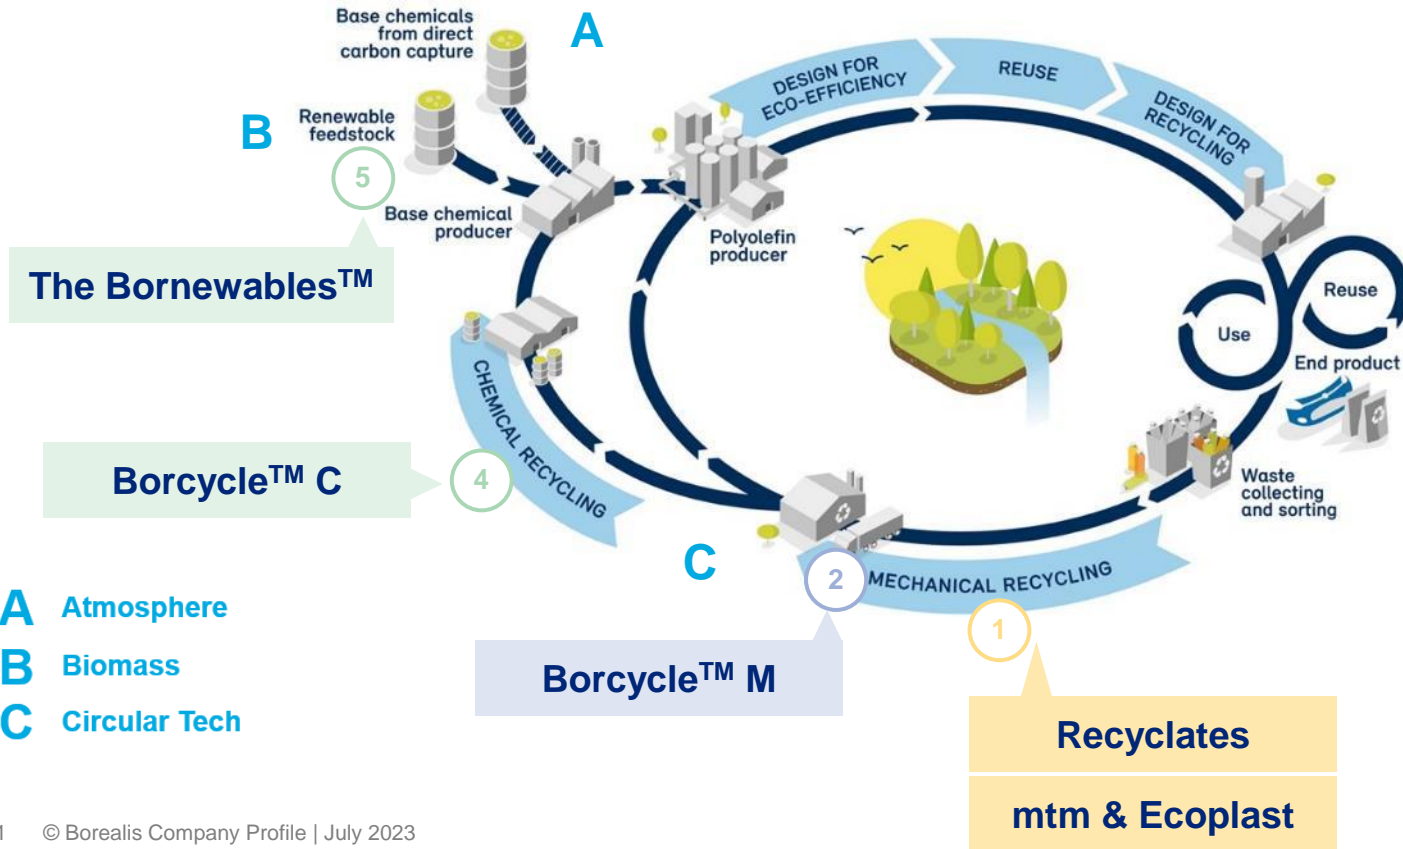 Base chemicals
from direct
carbon capture
A
B
Renewable
feedstock
5
Base chemical
producer
The Bornewables™
Polyolefin
producer
DESIGN FOR
ECO-EFFICIENCY
REUSE
DESIGN FOR
RECYCLING
Use
Reuse
End product
Waste
collecting
and sorting
CHEMICAL RECYCLING
4
Borcycle™ C
C
2
MECHANICAL RECYCLING
1
Borcycle™ M
Recyclates
mtm & Ecoplast
A Atmosphere
B Biomass
C Circular Tech
© Borealis Company Profile | July 2023